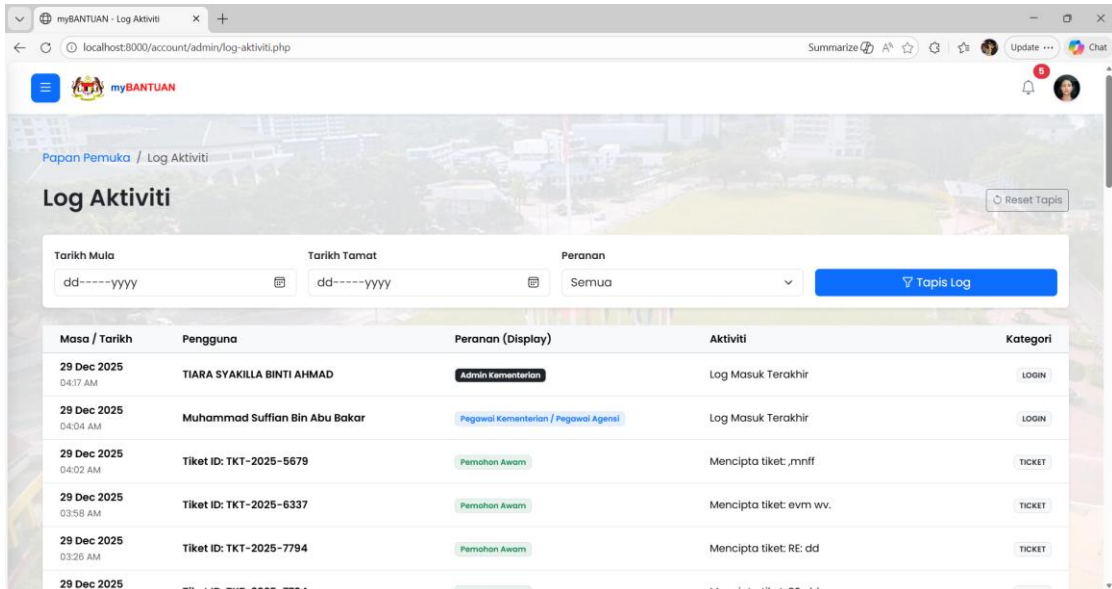 myBANTUAN - Log Aktiviti
localhost:8000/account/admin/log-aktiviti.php
Summarize
Update
Chat
myBANTUAN
5
Papan Pemuka / Log Aktiviti
Log Aktiviti
Reset Tapis
Tarikh Mula Tarikh Tamat Peranan
dd-----yyyy dd-----yyyy Semua Tapis Log
Masa / Tarikh Pengguna Peranan (Display) Aktiviti Kategori
29 Dec 2025
04:17 AM
TIARA SYAKILLA BINTI AHMAD Admin Kementerian Log Masuk Terakhir LOGIN
29 Dec 2025
04:04 AM
Muhammad Suffian Bin Abu Bakar Pegawai Kementerian / Pegawai Agensi Log Masuk Terakhir LOGIN
29 Dec 2025
04:02 AM
Tiket ID: TKT-2025-5679 Pemohon Awam Mencipta tiket: ,mnff TICKET
29 Dec 2025
03:58 AM
Tiket ID: TKT-2025-6337 Pemohon Awam Mencipta tiket: evm wv. TICKET
29 Dec 2025
03:26 AM
Tiket ID: TKT-2025-7794 Pemohon Awam Mencipta tiket: RE: dd TICKET
29 Dec 2025